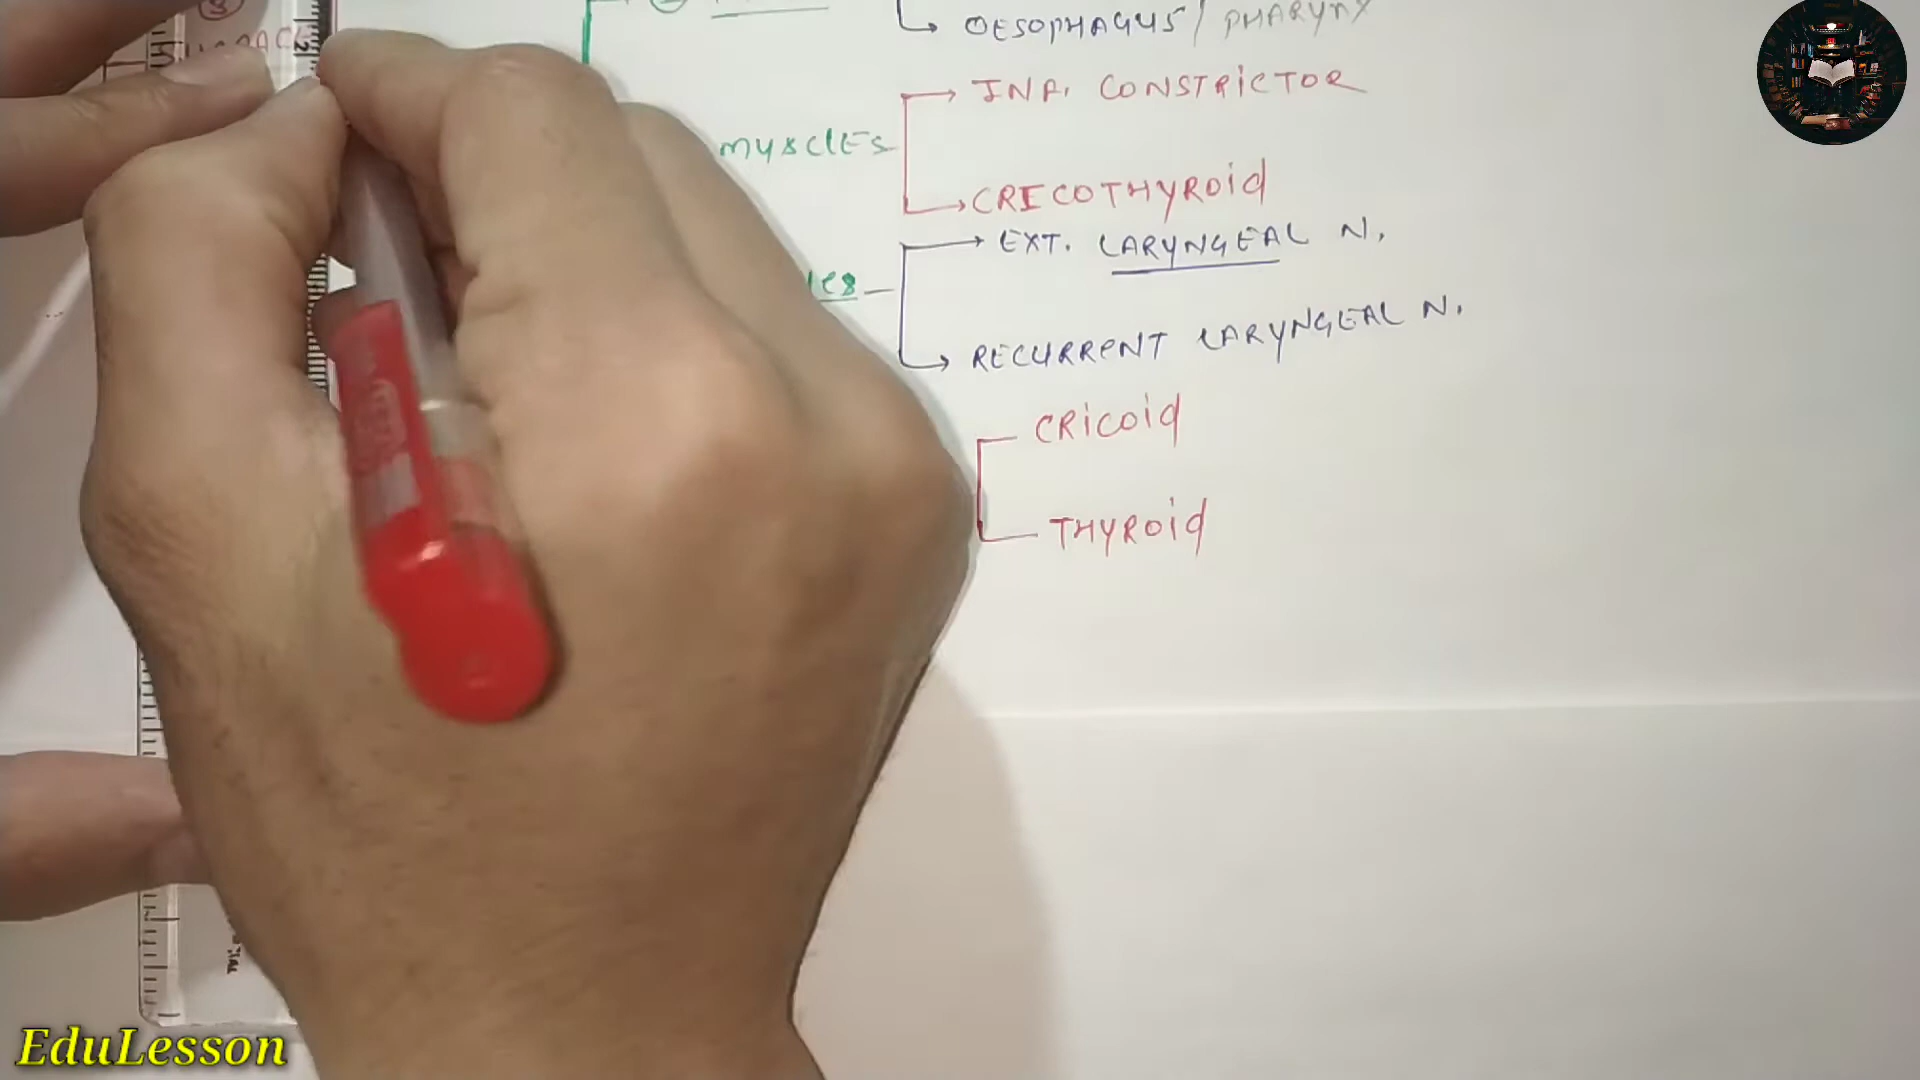 OESOPHAGUS / PHARYNX
INF. CONSTRICTOR
MUSCLES
CRICOTHYROID
EXT. LARYNGEAL N.
RECURRENT LARYNGEAL N.
CRICOID
THYROID
EduLesson